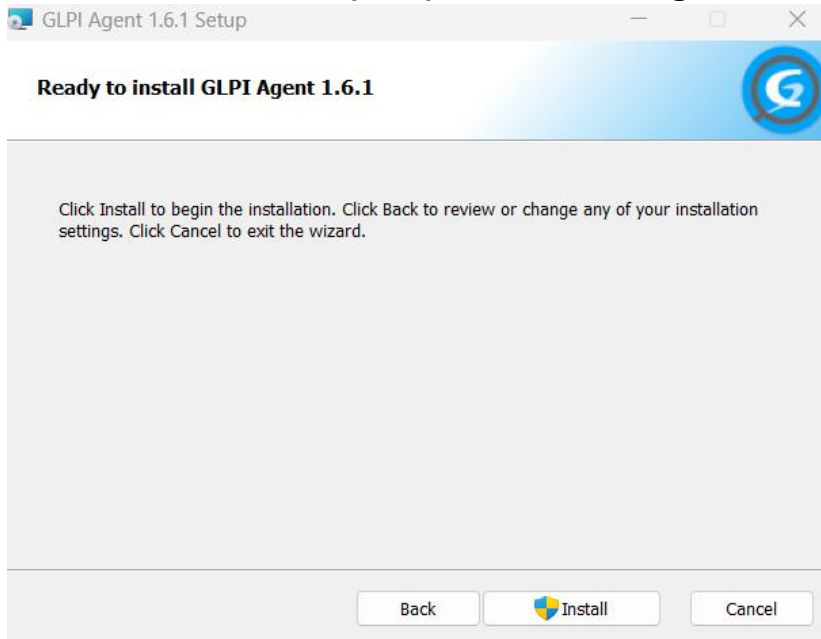 GLPI Agent 1.6.1 Setup
Ready to install GLPI Agent 1.6.1
Click Install to begin the installation. Click Back to review or change any of your installation
settings. Click Cancel to exit the wizard.
Back
Install
Cancel